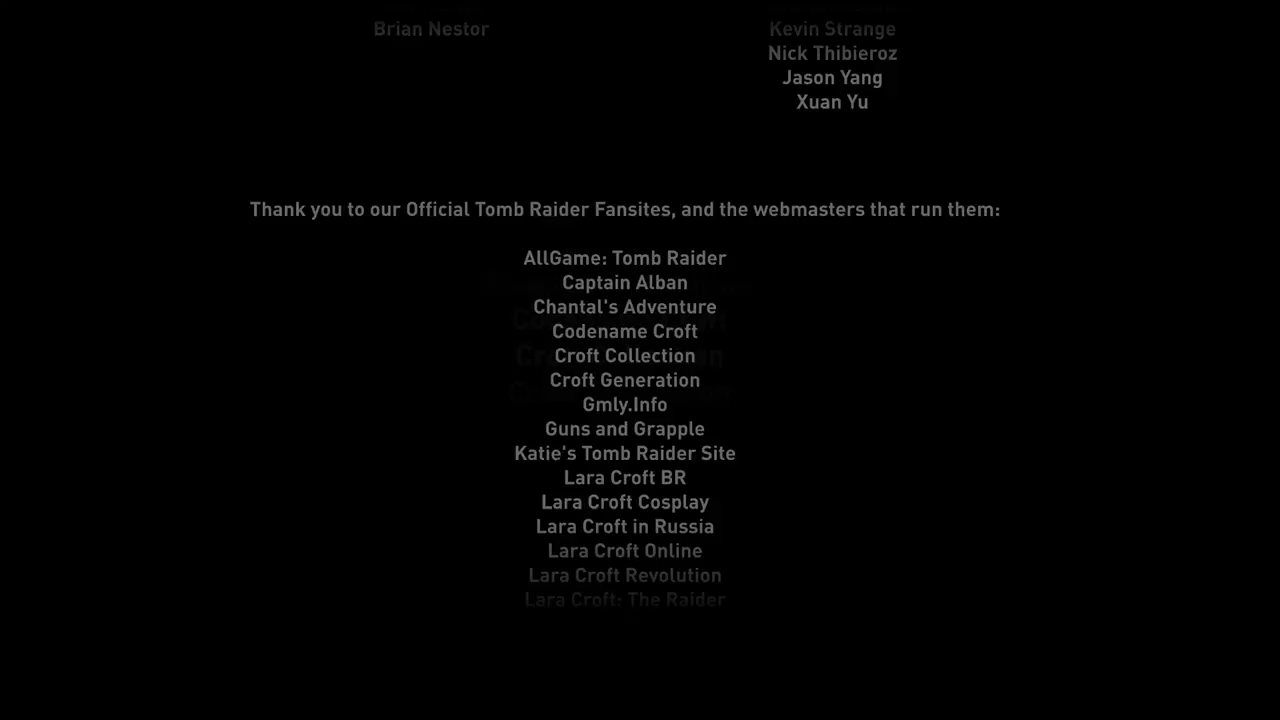 Brian Nestor
Kevin Strange
Nick Thibieroz
Jason Yang
Xuan Yu
Thank you to our Official Tomb Raider Fansites, and the webmasters that run them:
AllGame: Tomb Raider
Captain Alban
Chantal's Adventure
Codename Croft
Croft Collection
Croft Generation
Gmly.Info
Guns and Grapple
Katie's Tomb Raider Site
Lara Croft BR
Lara Croft Cosplay
Lara Croft in Russia
Lara Croft Online
Lara Croft Revolution
Lara Croft: The Raider